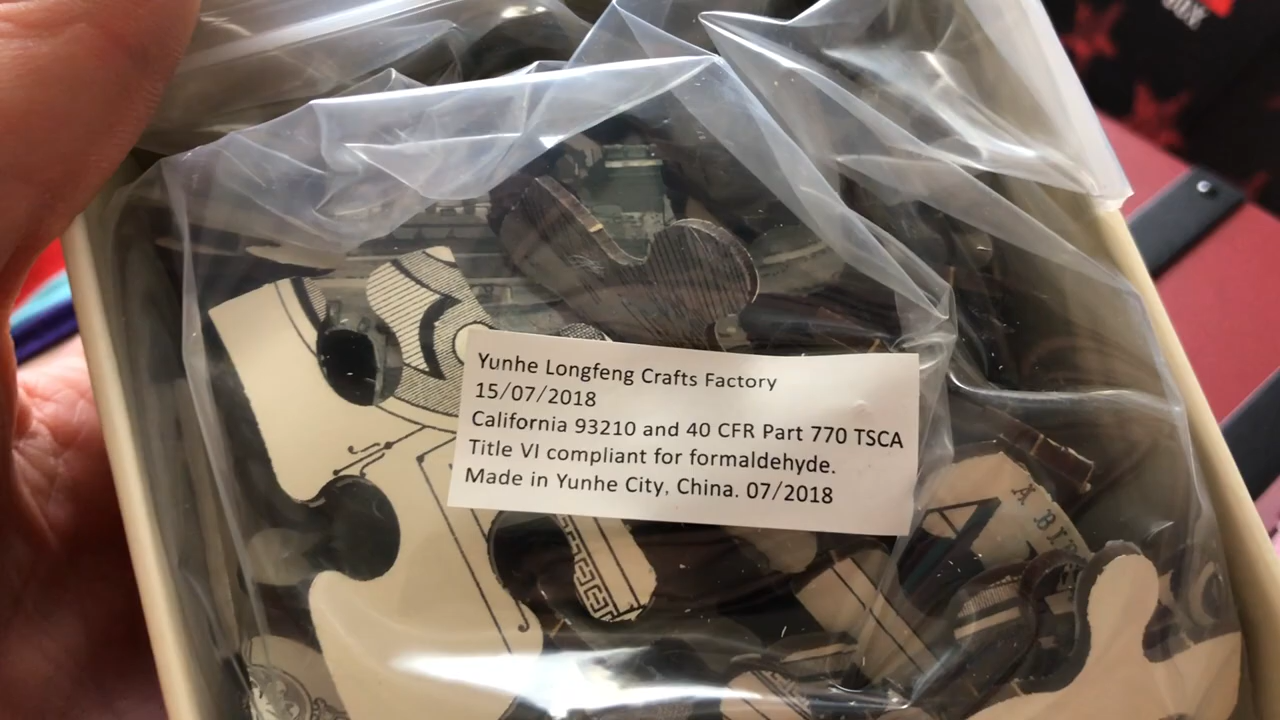 Yunhe Longfeng Crafts Factory
15/07/2018
California 93210 and 40 CFR Part 770 TSCA
Title VI compliant for formaldehyde.
Made in Yunhe City, China. 07/2018
A BI